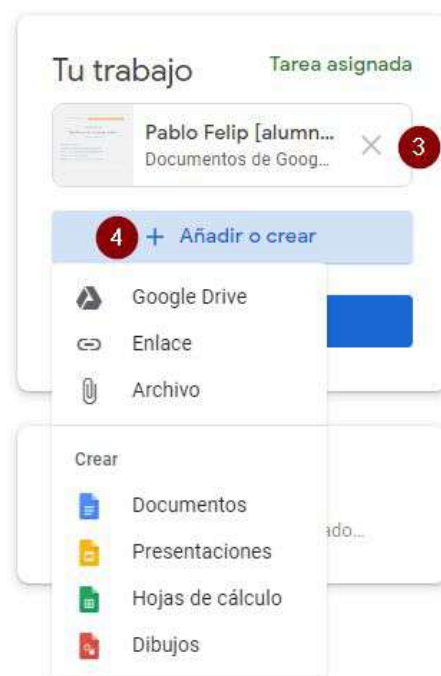 Tu trabajo
Tarea asignada
Pablo Felip [alumn...
Documentos de Goog...
3
4
+ Añadir o crear
Google Drive
Enlace
Archivo
Crear
Documentos
ado...
Presentaciones
Hojas de cálculo
Dibujos